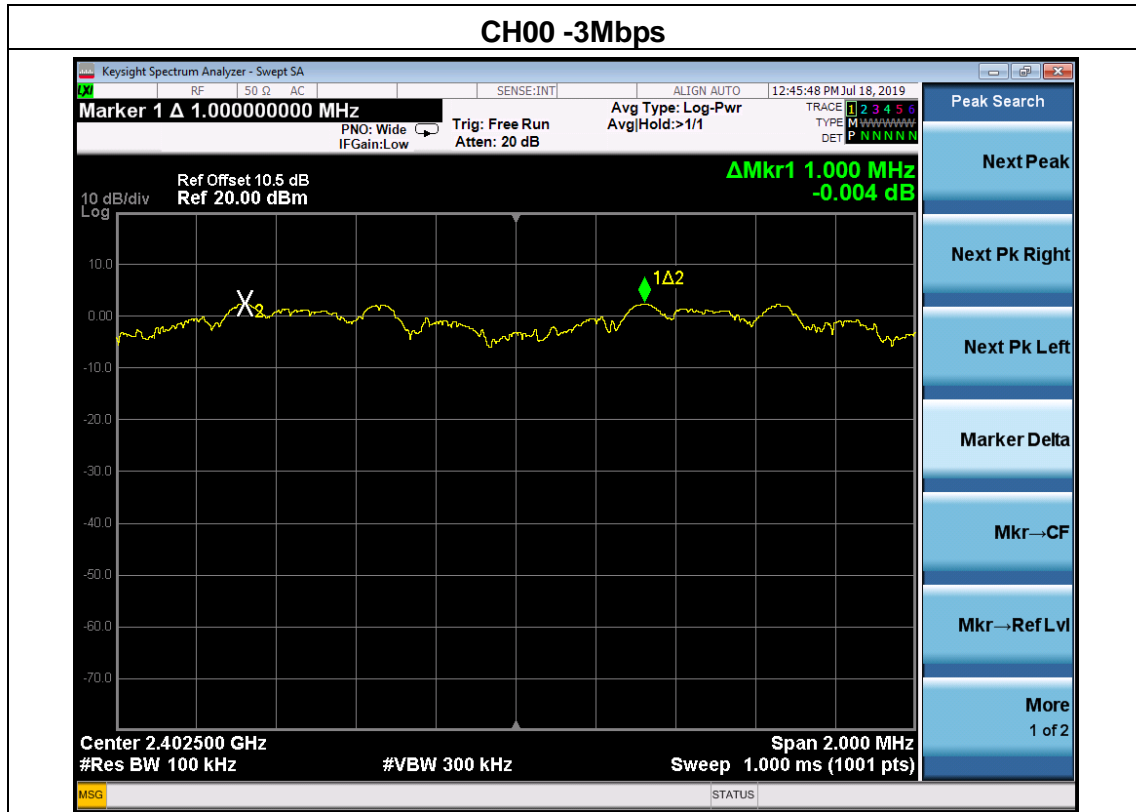 CH00 -3Mbps
Keysight Spectrum Analyzer - Swept SA
LXI RF 50 Ω AC SENSE:INT ALIGN AUTO 12:45:48 PM Jul 18, 2019
Marker 1 Δ 1.000000000 MHz
PNO: Wide
IFGain:Low
Trig: Free Run
Atten: 20 dB
Avg Type: Log-Pwr
Avg|Hold:>1/1
TRACE 1 2 3 4 5 6
TYPE M WWWWW
DET P N N N N N
ΔMkr1 1.000 MHz
-0.004 dB
Ref Offset 10.5 dB
10 dB/div Ref 20.00 dBm
Log
10.0
0.00
-10.0
-20.0
-30.0
-40.0
-50.0
-60.0
-70.0
X2
1Δ2
Center 2.402500 GHz Span 2.000 MHz
#Res BW 100 kHz #VBW 300 kHz Sweep 1.000 ms (1001 pts)
MSG STATUS
Peak Search
Next Peak
Next Pk Right
Next Pk Left
Marker Delta
Mkr→CF
Mkr→Ref Lvl
More
1 of 2